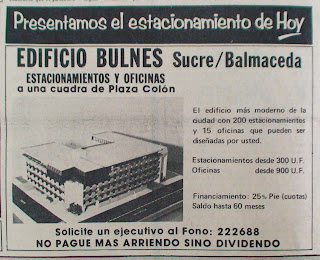 Presentamos el estacionamiento de Hoy
EDIFICIO BULNES Sucre/Balmaceda
ESTACIONAMIENTOS Y OFICINAS
a una cuadra de Plaza Colón
El edificio más moderno de la
ciudad con 200 estacionamientos
y 15 oficinas que pueden ser
diseñadas por usted.
Estacionamientos desde 300 U.F.
Oficinas desde 900 U.F.
Financiamiento: 25% Pie (cuotas)
Saldo hasta 60 meses
Solicite un ejecutivo al Fono: 222688
NO PAGUE MAS ARRIENDO SINO DIVIDENDO